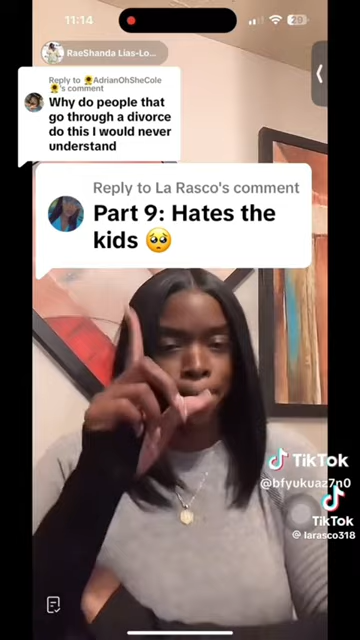 11:14
29
RaeShanda Lias-Lo...
Reply to 🌻AdrianOhSheCole
🌻's comment
Why do people that
go through a divorce
do this I would never
understand
Reply to La Rasco's comment
Part 9: Hates the
kids 🥺
TikTok
@bfyukuaz7n0
TikTok
@larasco318